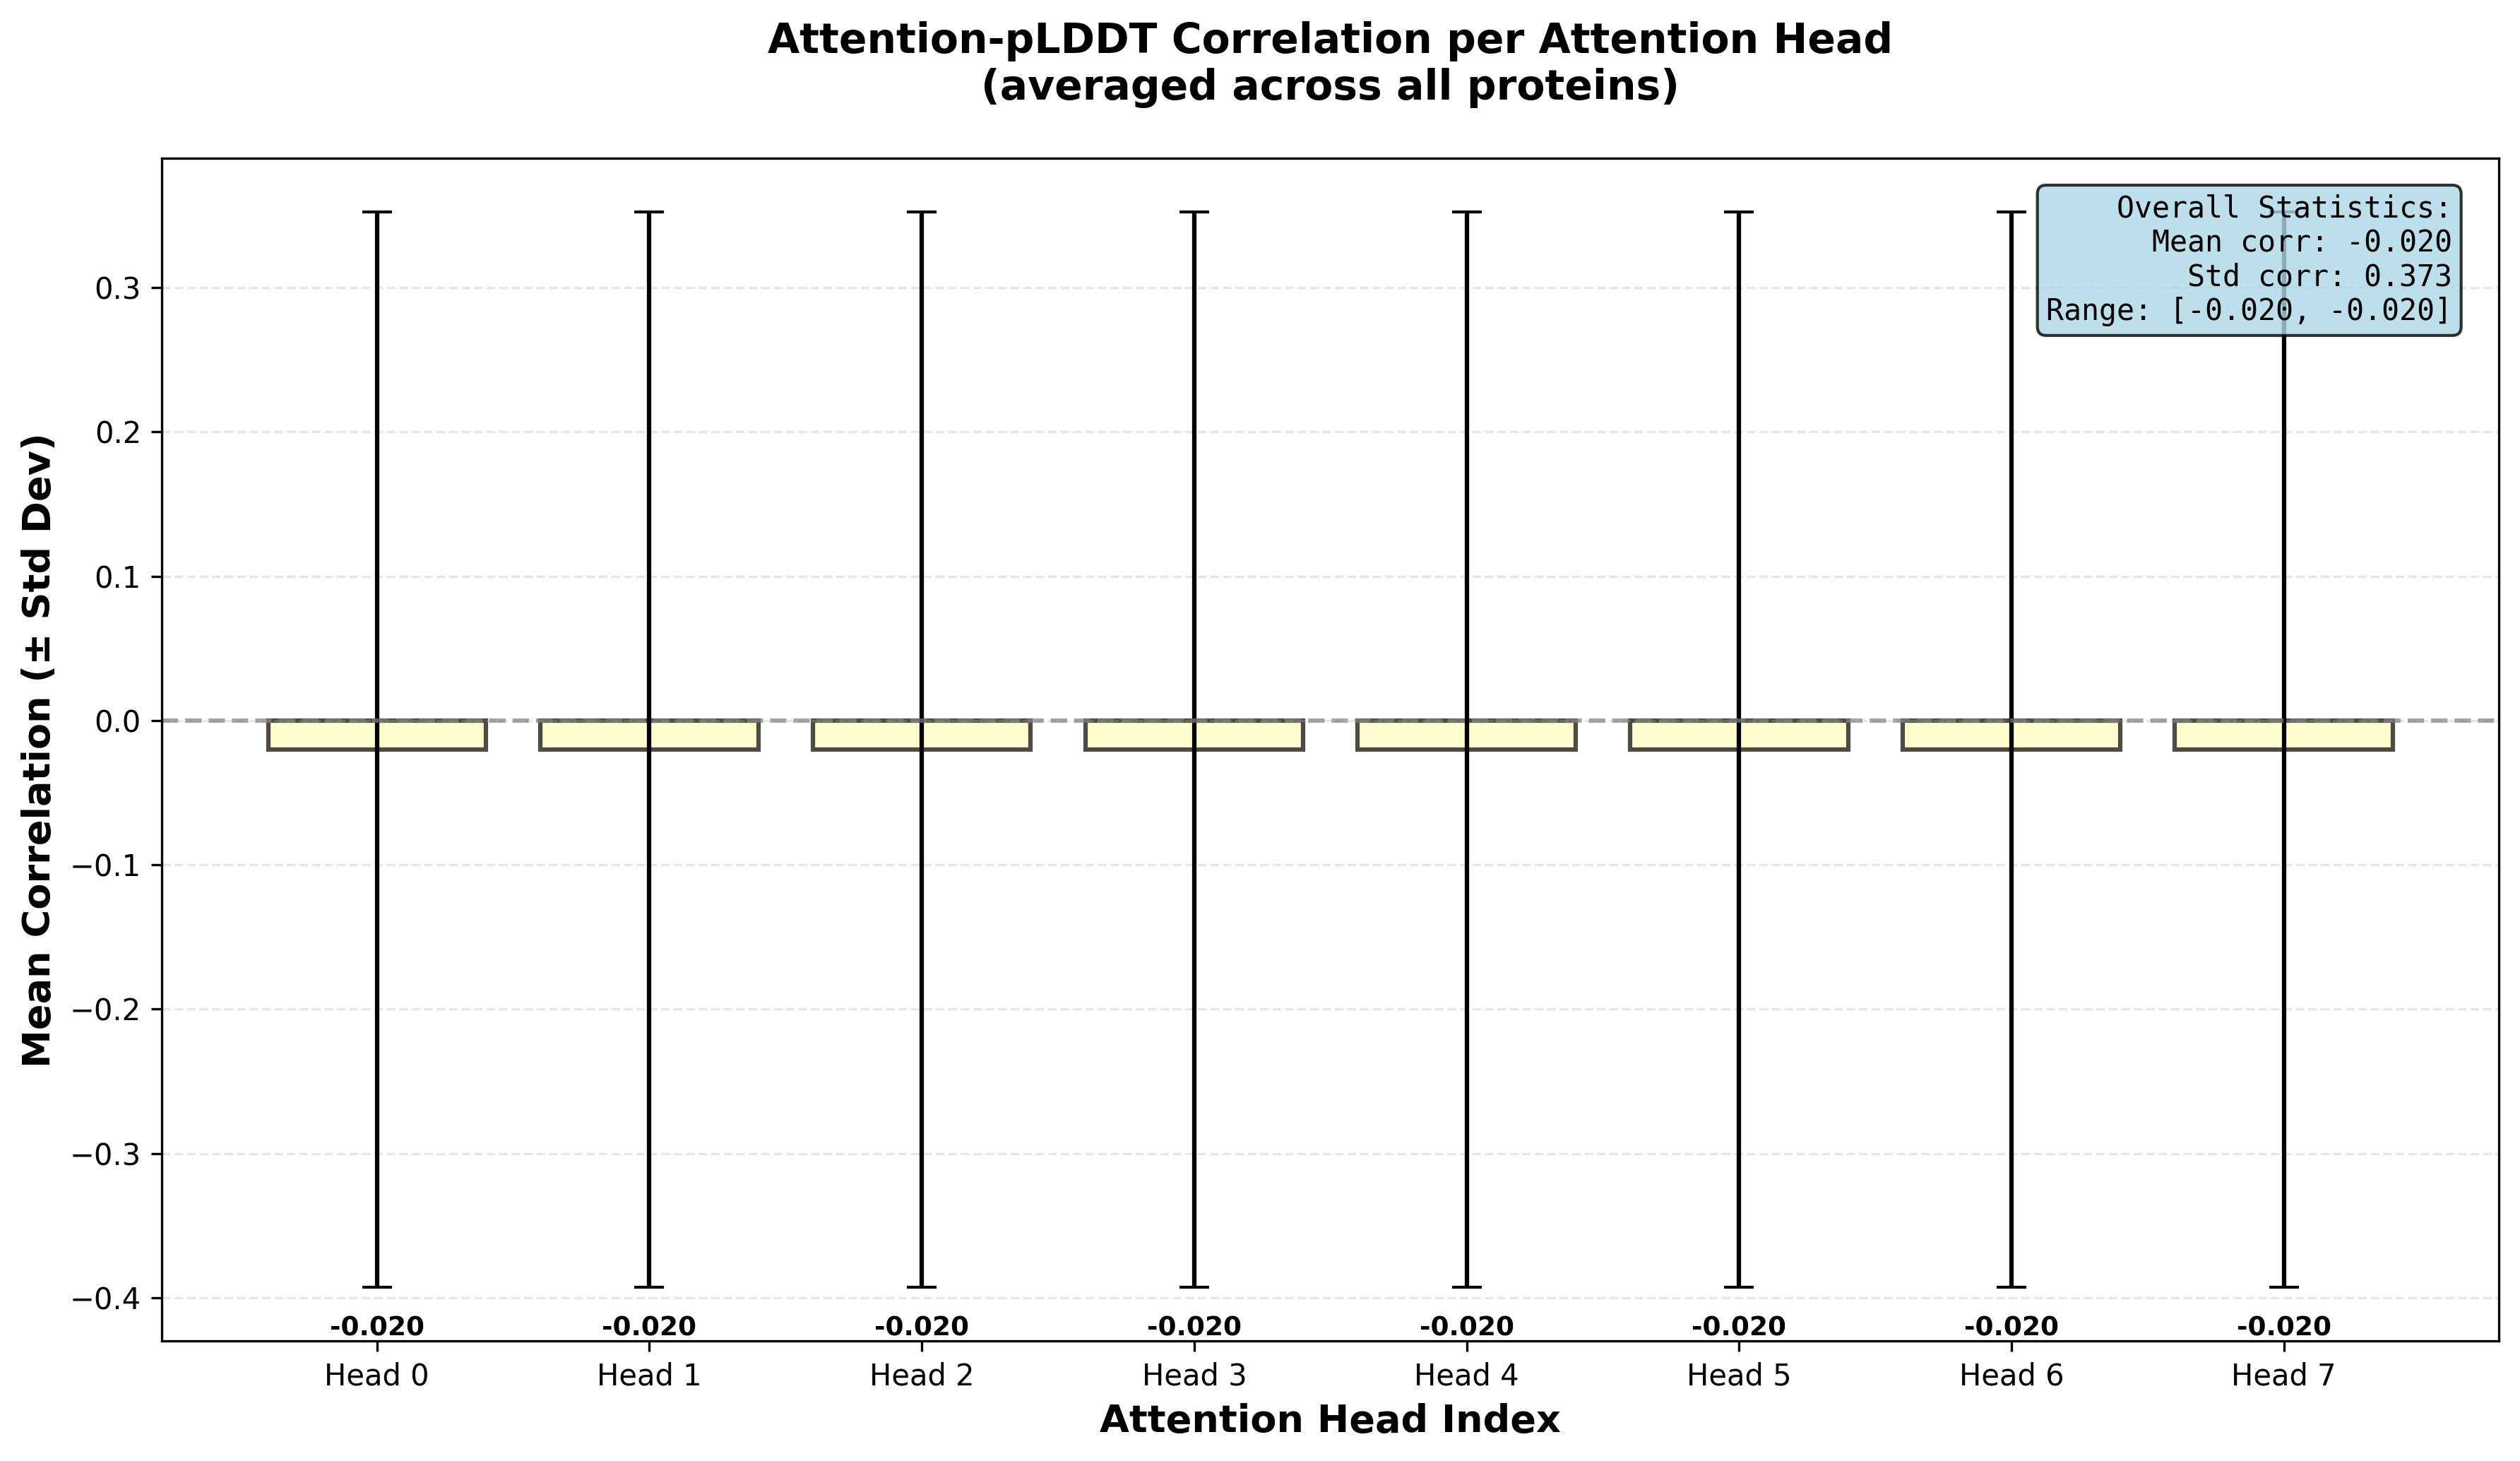 Attention-pLDDT Correlation per Attention Head
(averaged across all proteins)
Overall Statistics:
Mean corr: -0.020
Std corr: 0.373
Range: [-0.020, -0.020]
Mean Correlation (± Std Dev)
0.3
0.2
0.1
0.0
−0.1
−0.2
−0.3
−0.4
-0.020 -0.020 -0.020 -0.020 -0.020 -0.020 -0.020 -0.020
Head 0 Head 1 Head 2 Head 3 Head 4 Head 5 Head 6 Head 7
Attention Head Index